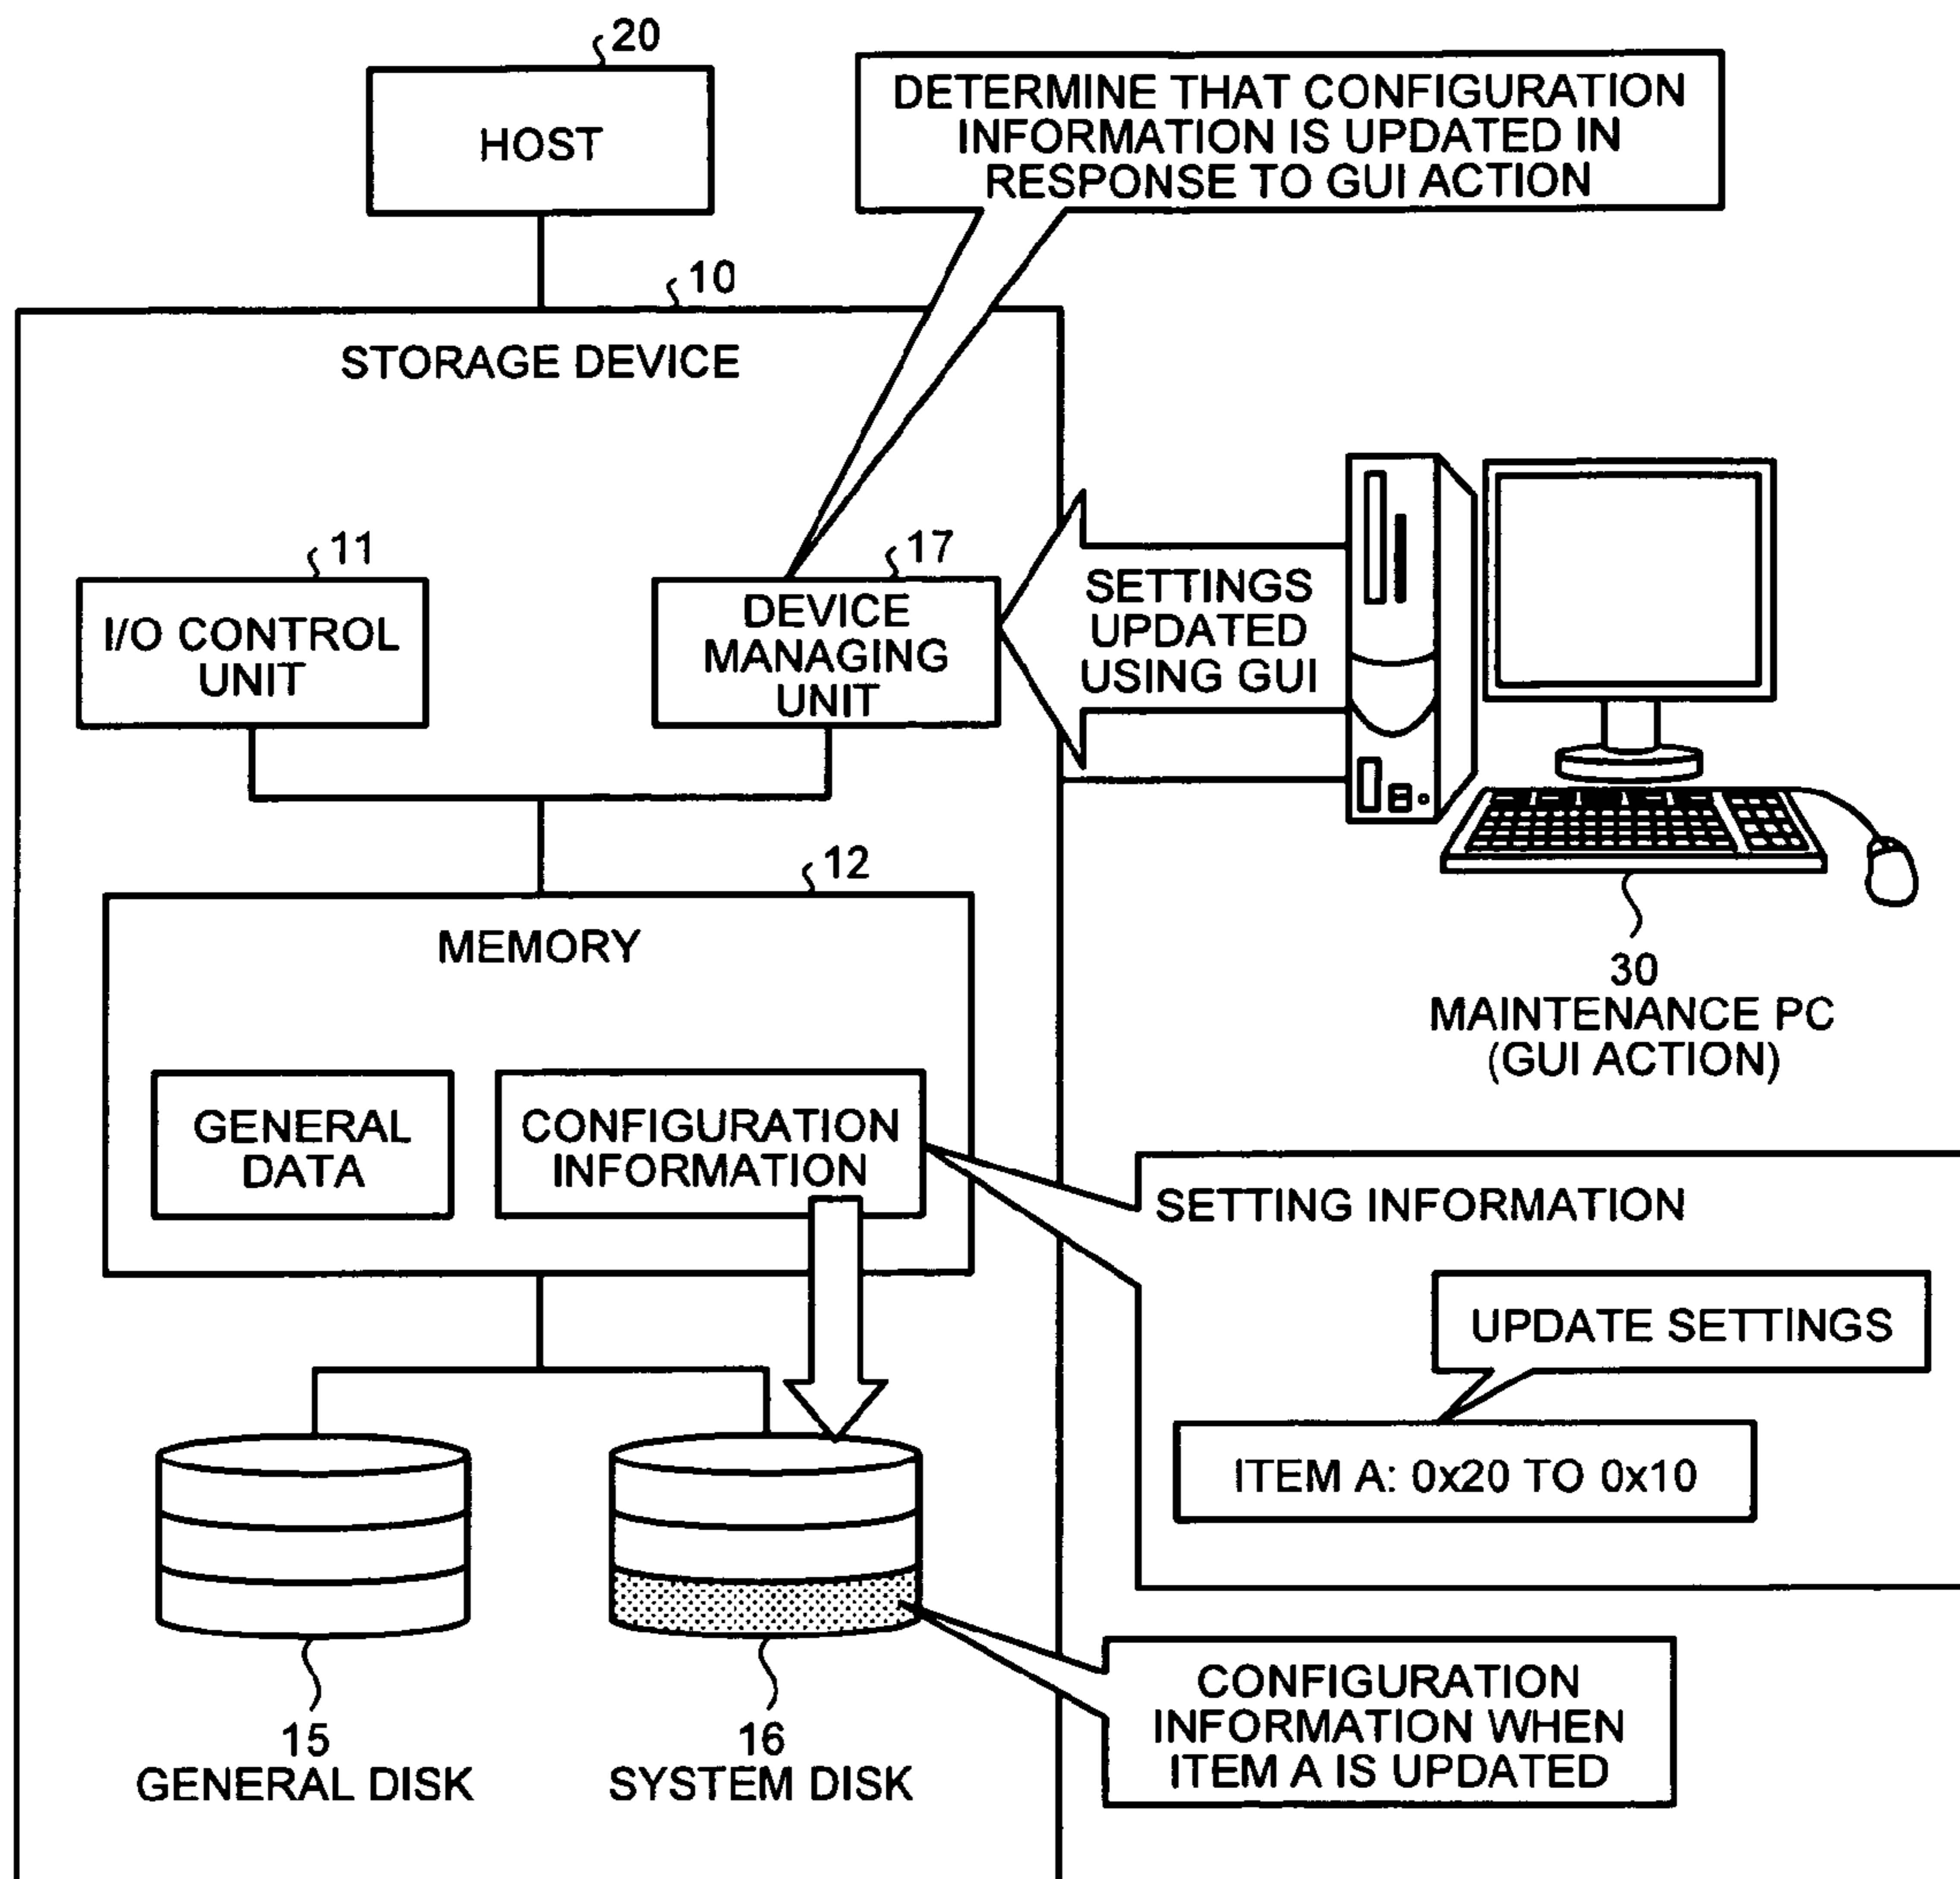 20
HOST
DETERMINE THAT CONFIGURATION
INFORMATION IS UPDATED IN
RESPONSE TO GUI ACTION
10
STORAGE DEVICE
11
I/O CONTROL
UNIT
17
DEVICE
MANAGING
UNIT
SETTINGS
UPDATED
USING GUI
12
MEMORY
30
MAINTENANCE PC
(GUI ACTION)
GENERAL
DATA
CONFIGURATION
INFORMATION
SETTING INFORMATION
UPDATE SETTINGS
ITEM A: 0x20 TO 0x10
15
GENERAL DISK
16
SYSTEM DISK
CONFIGURATION
INFORMATION WHEN
ITEM A IS UPDATED